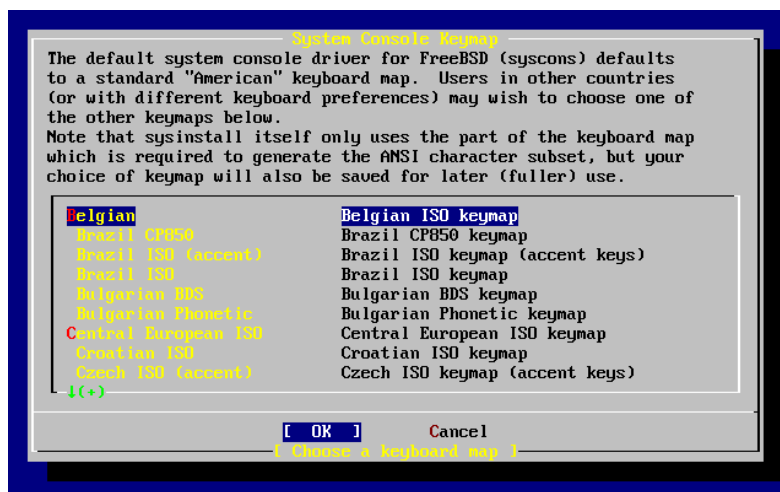 System Console Keymap
The default system console driver for FreeBSD (syscons) defaults
to a standard "American" keyboard map.  Users in other countries
(or with different keyboard preferences) may wish to choose one of
the other keymaps below.
Note that sysinstall itself only uses the part of the keyboard map
which is required to generate the ANSI character subset, but your
choice of keymap will also be saved for later (fuller) use.
Belgian Belgian ISO keymap
Brazil CP850 Brazil CP850 keymap
Brazil ISO (accent) Brazil ISO keymap (accent keys)
Brazil ISO Brazil ISO keymap
Bulgarian BDS Bulgarian BDS keymap
Bulgarian Phonetic Bulgarian Phonetic keymap
Central European ISO Central European ISO keymap
Croatian ISO Croatian ISO keymap
Czech ISO (accent) Czech ISO keymap (accent keys)
↓(+)
[ OK ] Cancel
[ Choose a keyboard map ]